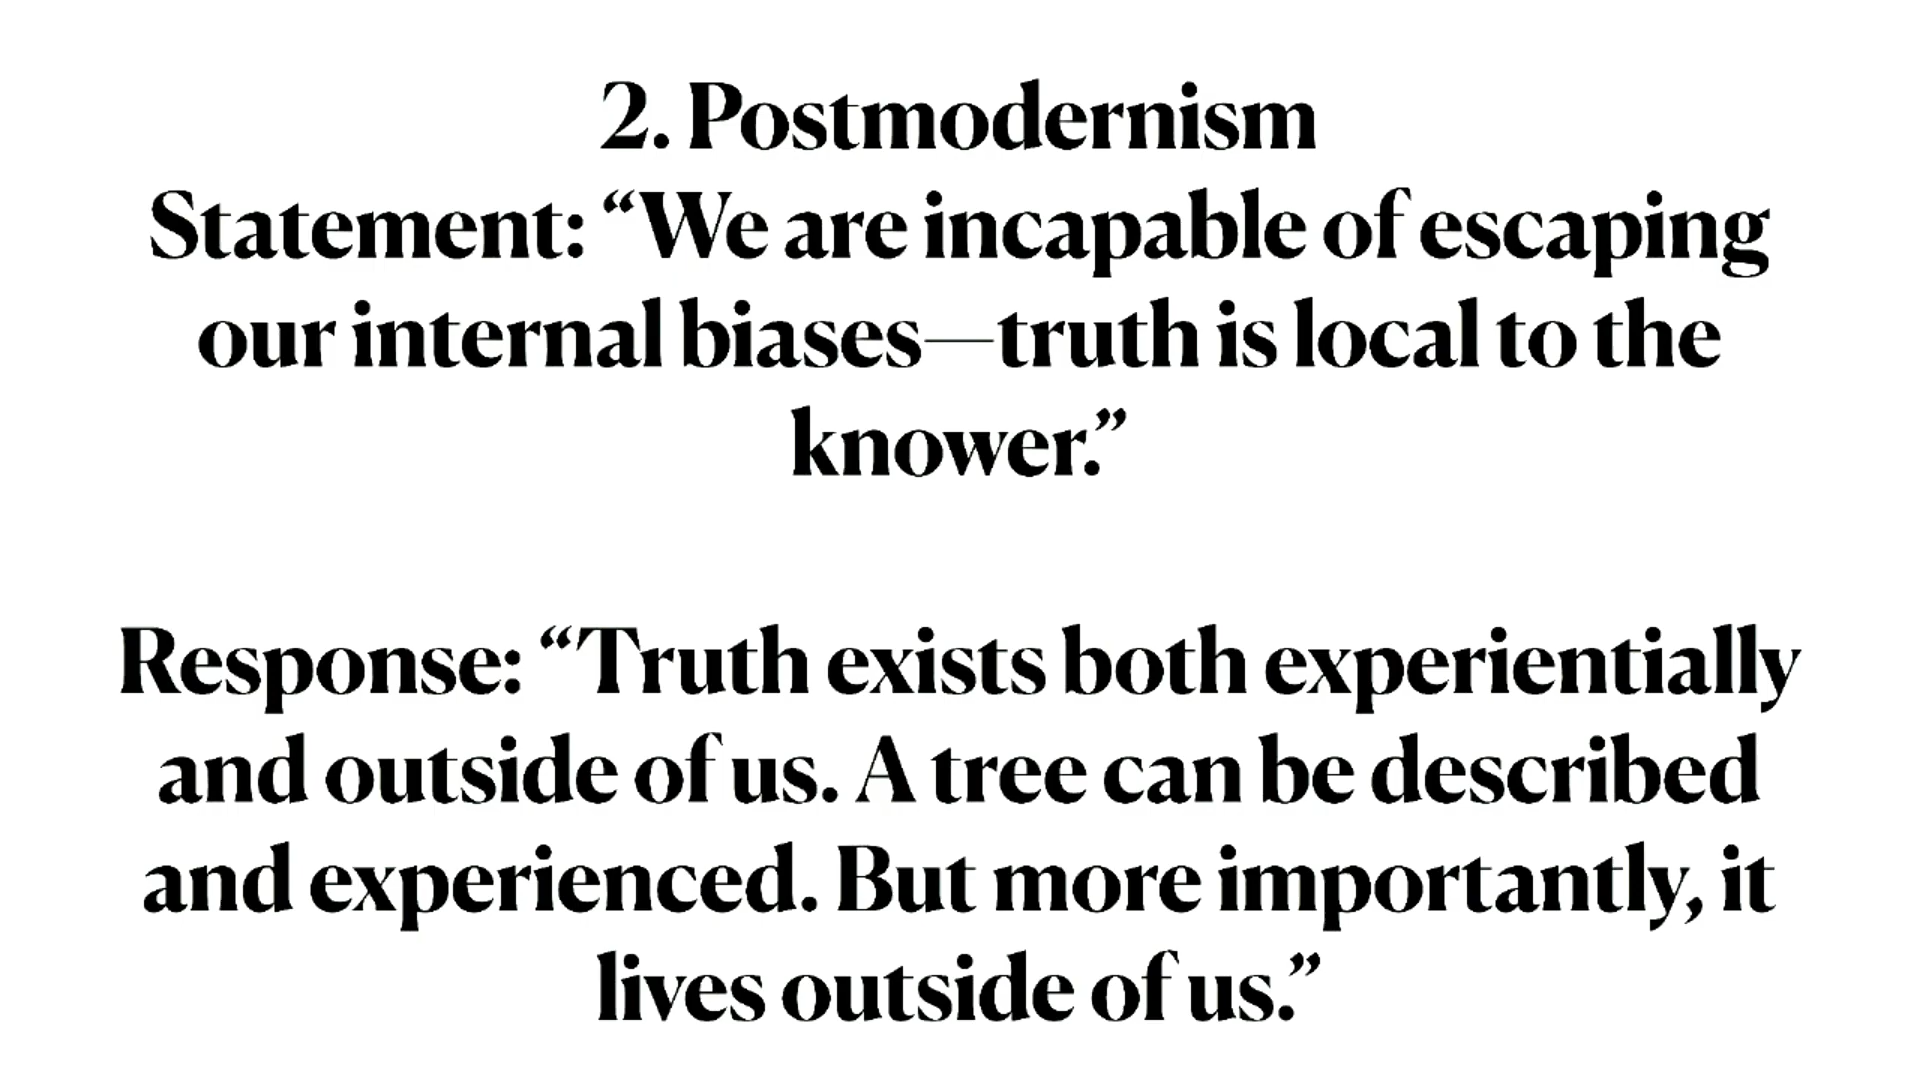 2. Postmodernism
Statement: “We are incapable of escaping
our internal biases—truth is local to the
knower.”
Response: “Truth exists both experientially
and outside of us. A tree can be described
and experienced. But more importantly, it
lives outside of us.”